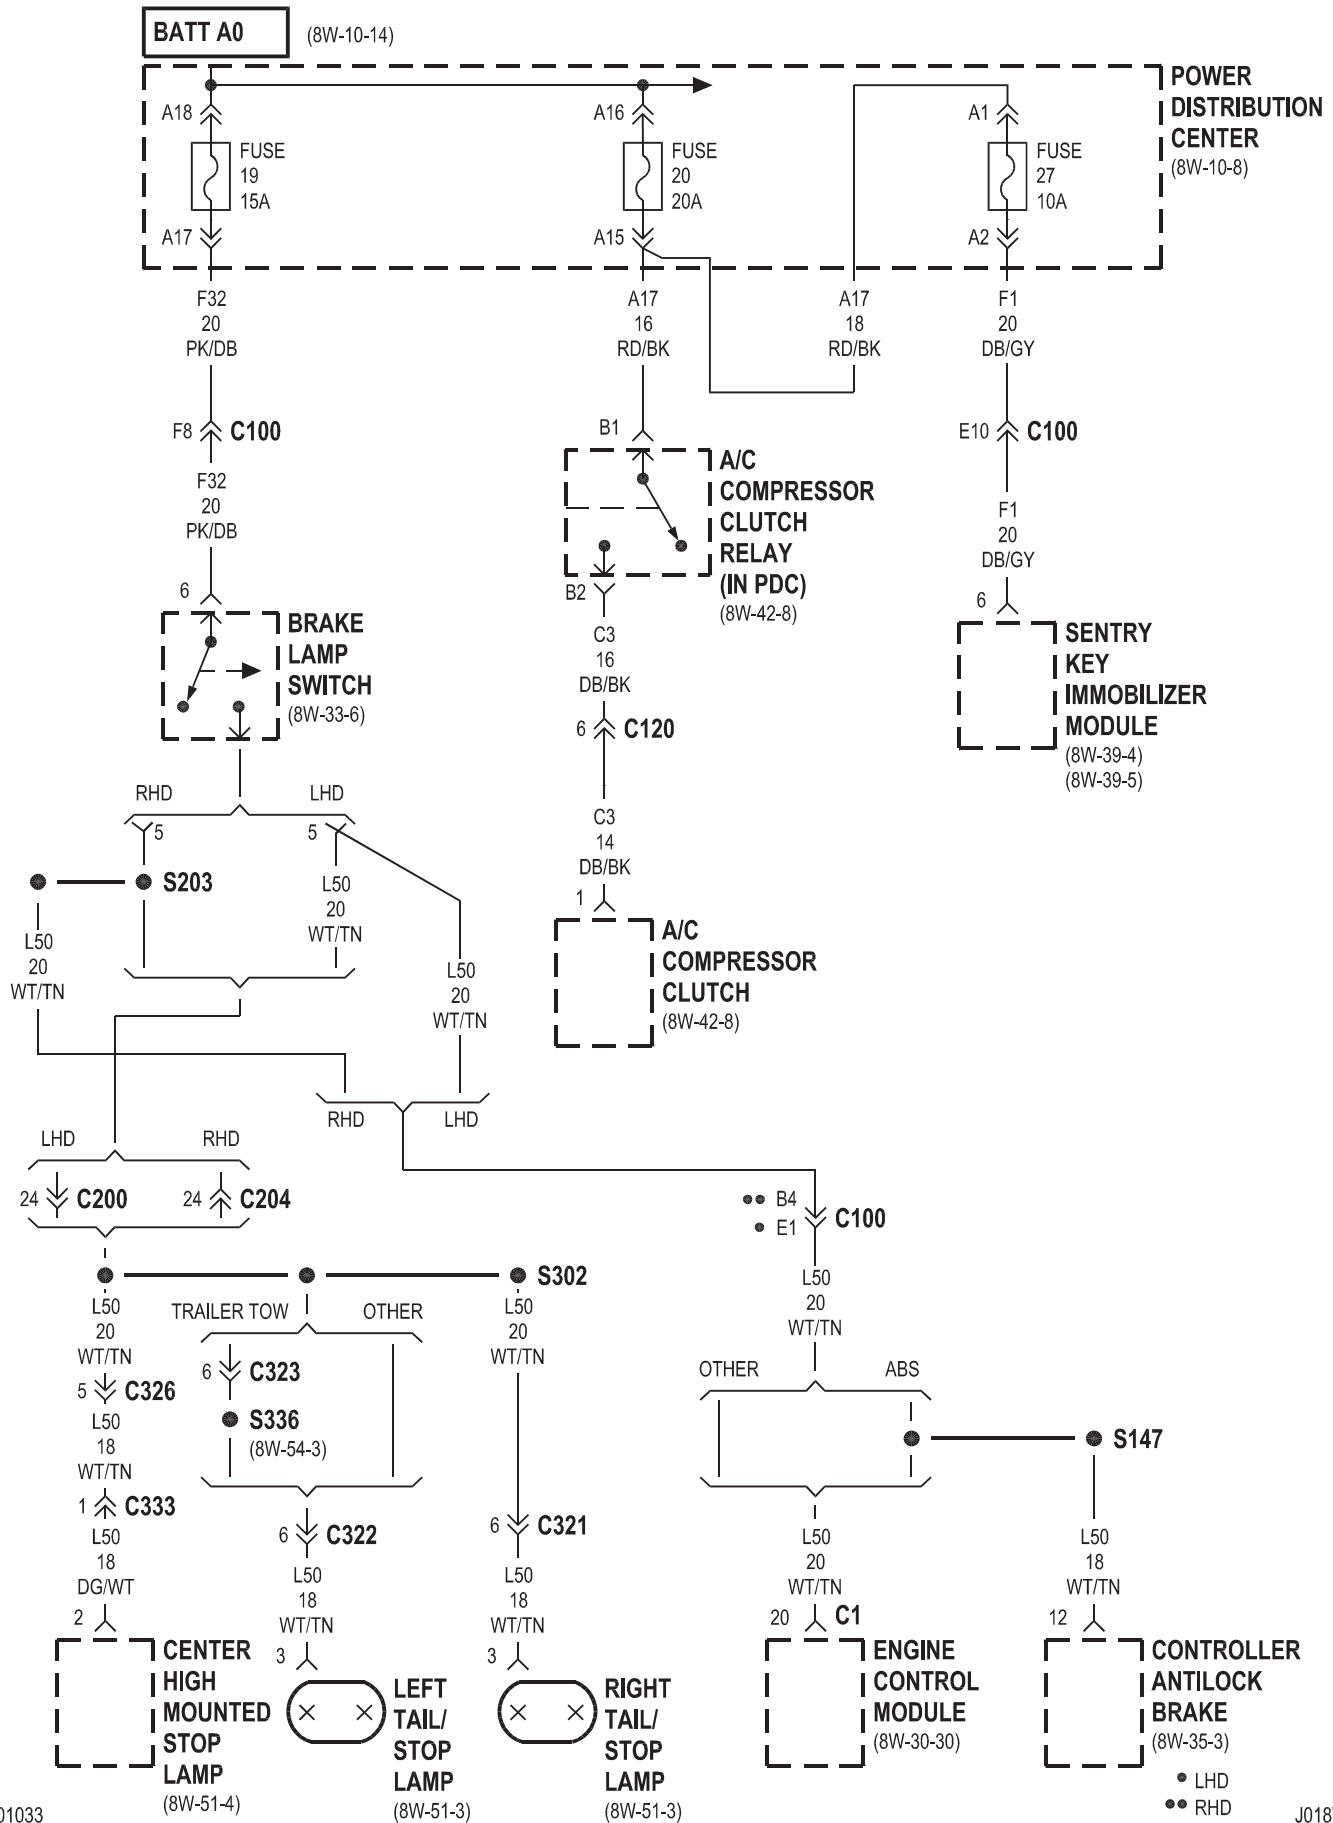 BATT A0 (8W-10-14)
POWER
DISTRIBUTION
CENTER
(8W-10-8)
A18
FUSE
19
15A
A17
A16
FUSE
20
20A
A15
A1
FUSE
27
10A
A2
F32
20
PK/DB
A17
16
RD/BK
A17
18
RD/BK
F1
20
DB/GY
F8 C100
B1
E10 C100
F32
20
PK/DB
A/C
COMPRESSOR
CLUTCH
RELAY
(IN PDC)
(8W-42-8)
F1
20
DB/GY
6
BRAKE
LAMP
SWITCH
(8W-33-6)
B2
6
SENTRY
KEY
IMMOBILIZER
MODULE
(8W-39-4)
(8W-39-5)
C3
16
DB/BK
6 C120
RHD LHD
5 5
C3
14
DB/BK
S203
L50
20
WT/TN
1
L50
20
WT/TN
L50
20
WT/TN
A/C
COMPRESSOR
CLUTCH
(8W-42-8)
RHD LHD
LHD RHD
24 C200
24 C204
B4
E1
C100
S302
L50
20
WT/TN
TRAILER TOW OTHER
L50
20
WT/TN
L50
20
WT/TN
5 C326
6 C323
OTHER ABS
L50
18
WT/TN
S336
(8W-54-3)
S147
1 C333
6 C322
6 C321
L50
18
DG/WT
L50
18
WT/TN
L50
18
WT/TN
L50
20
WT/TN
L50
18
WT/TN
2
3
3
20 C1
12
CENTER
HIGH
MOUNTED
STOP
LAMP
(8W-51-4)
LEFT
TAIL/
STOP
LAMP
(8W-51-3)
RIGHT
TAIL/
STOP
LAMP
(8W-51-3)
ENGINE
CONTROL
MODULE
(8W-30-30)
CONTROLLER
ANTILOCK
BRAKE
(8W-35-3)
LHD
RHD
01033
J018